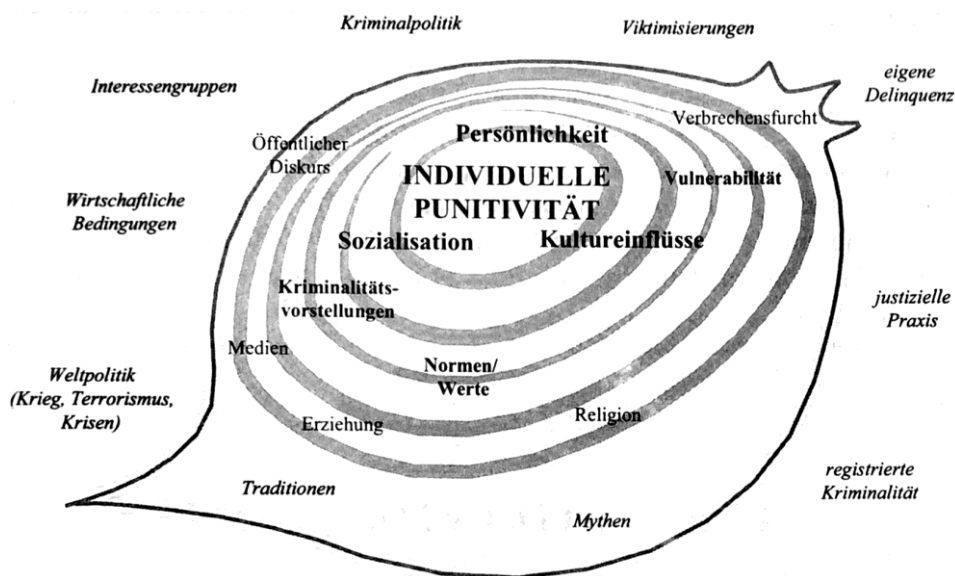 Kriminalpolitik
Viktimisierungen
Interessengruppen
eigene
Delinquenz
Öffentlicher
Diskurs
Persönlichkeit
Verbrechensfurcht
INDIVIDUELLE
PUNITIVITÄT
Vulnerabilität
Wirtschaftliche
Bedingungen
Sozialisation
Kultureinflüsse
Kriminalitäts-
vorstellungen
justizielle
Praxis
Medien
Normen/
Werte
Weltpolitik
(Krieg, Terrorismus,
Krisen)
Erziehung
Religion
Traditionen
registrierte
Kriminalität
Mythen